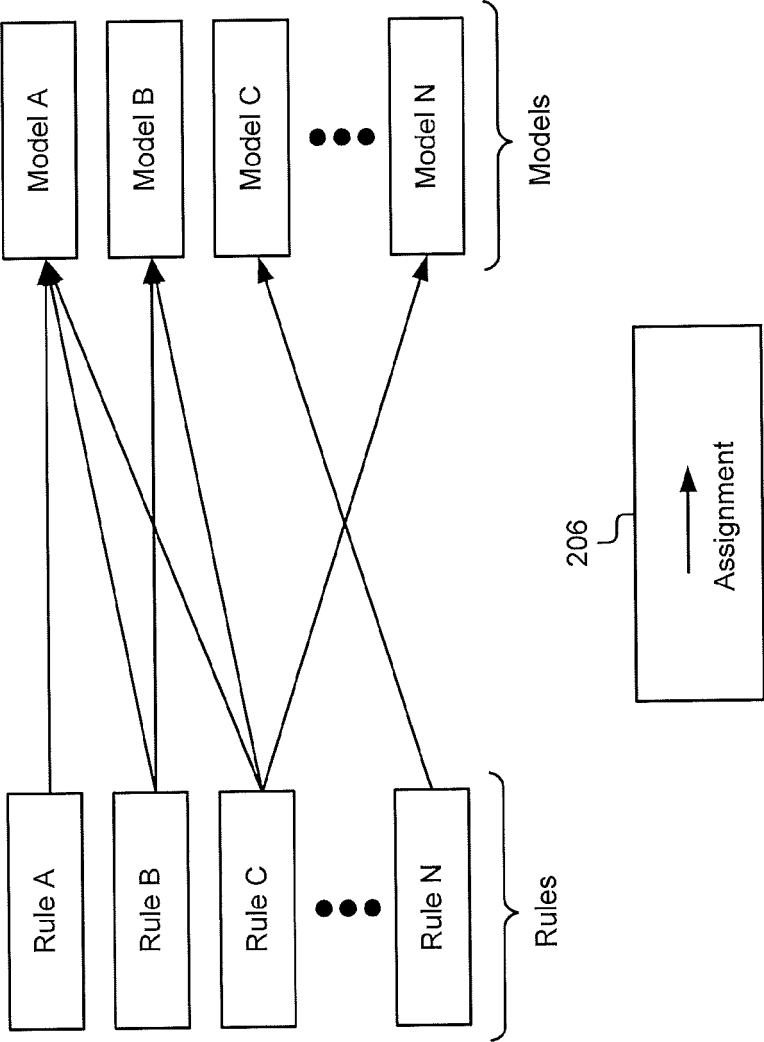 Rule A
Rule B
Rule C
Rule N
Rules
Model A
Model B
Model C
Model N
Models
206
Assignment